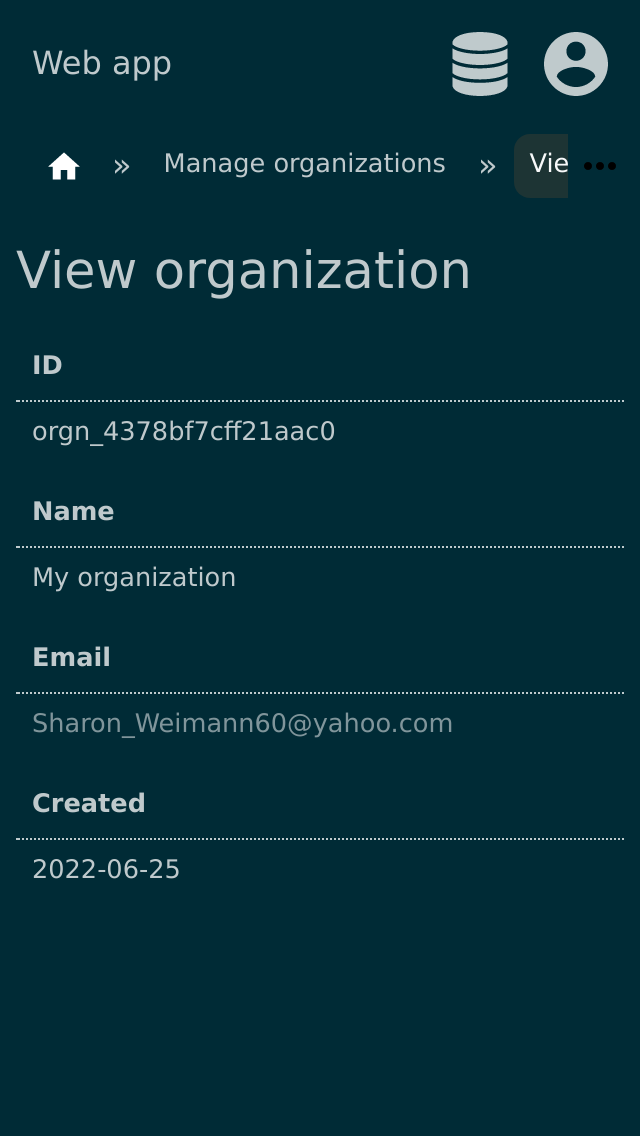 Web app
» Manage organizations » Vie
View organization
ID
orgn_4378bf7cff21aac0
Name
My organization
Email
Sharon_Weimann60@yahoo.com
Created
2022-06-25